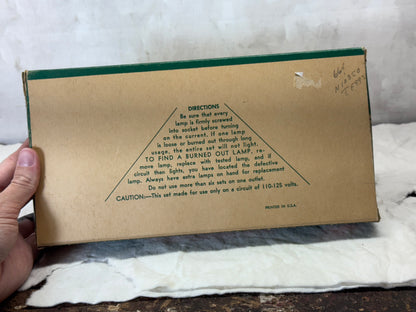 DIRECTIONS
Be sure that every
lamp is firmly screwed
into socket before turning
on the current. If one lamp
is loose or burned out through long
usage, the entire set will not light.
TO FIND A BURNED OUT LAMP, re-
move lamp, replace with tested lamp, and if
circuit then lights, you have located the defective
lamp. Always have extra lamps on hand for replacement
Do not use more than six sets on one outlet.
CAUTION:—This set made for use only on a circuit of 110-125 volts.
PRINTED IN U.S.A.